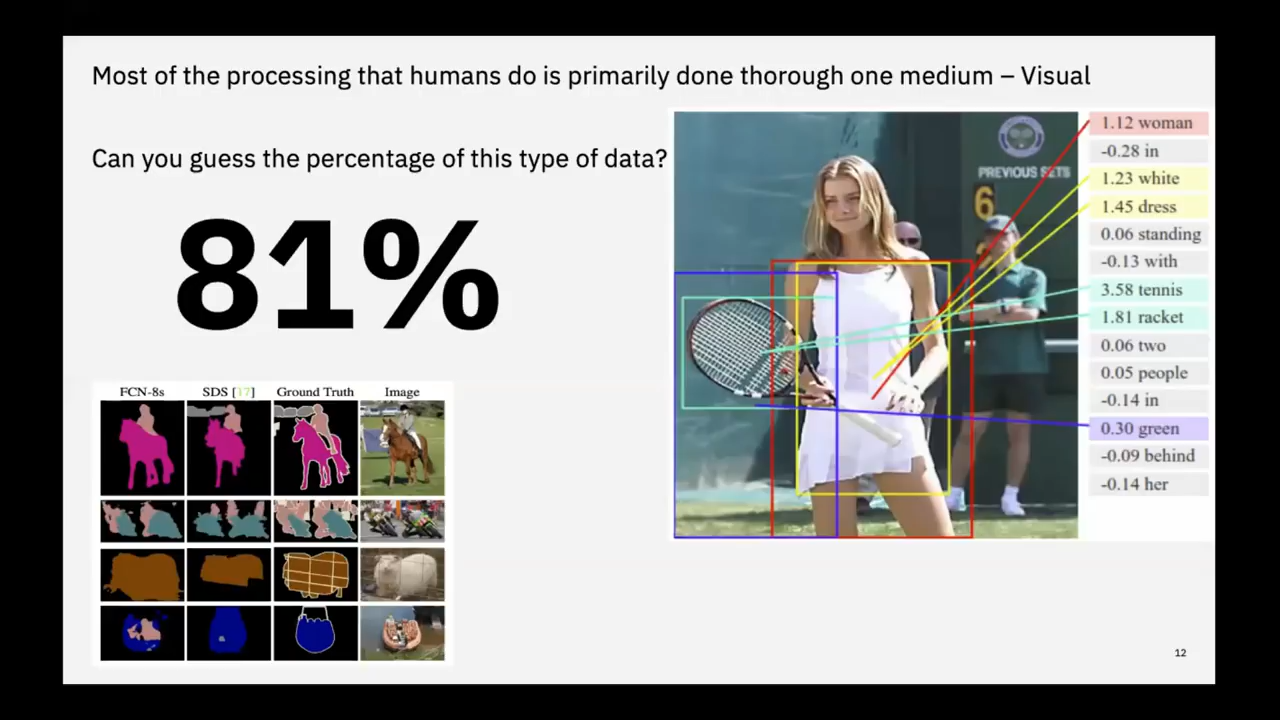 Most of the processing that humans do is primarily done thorough one medium – Visual
Can you guess the percentage of this type of data?
81%
FCN-8s SDS [17] Ground Truth Image
PREVIOUS SETS
6
1.12 woman
-0.28 in
1.23 white
1.45 dress
0.06 standing
-0.13 with
3.58 tennis
1.81 racket
0.06 two
0.05 people
-0.14 in
0.30 green
-0.09 behind
-0.14 her
12